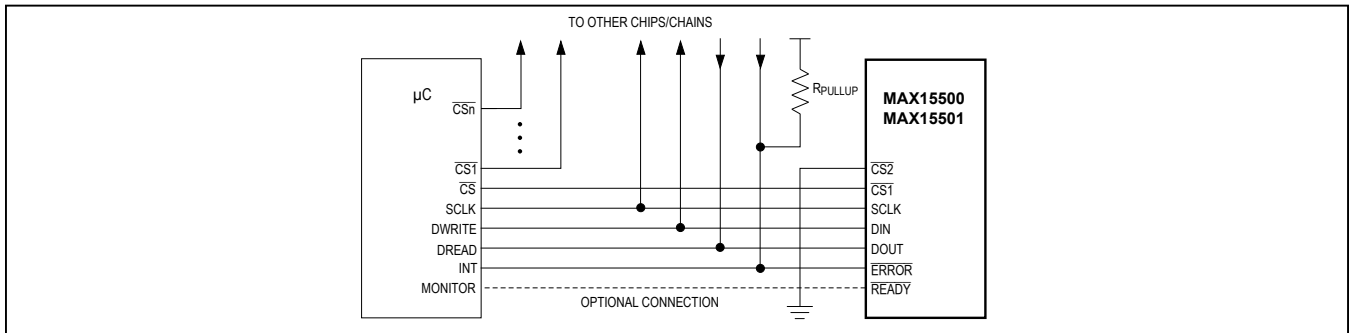 TO OTHER CHIPS/CHAINS
µC
CSn
CS1
CS
SCLK
DWRITE
DREAD
INT
MONITOR
OPTIONAL CONNECTION
RPULLUP
MAX15500
MAX15501
CS2
CS1
SCLK
DIN
DOUT
ERROR
READY